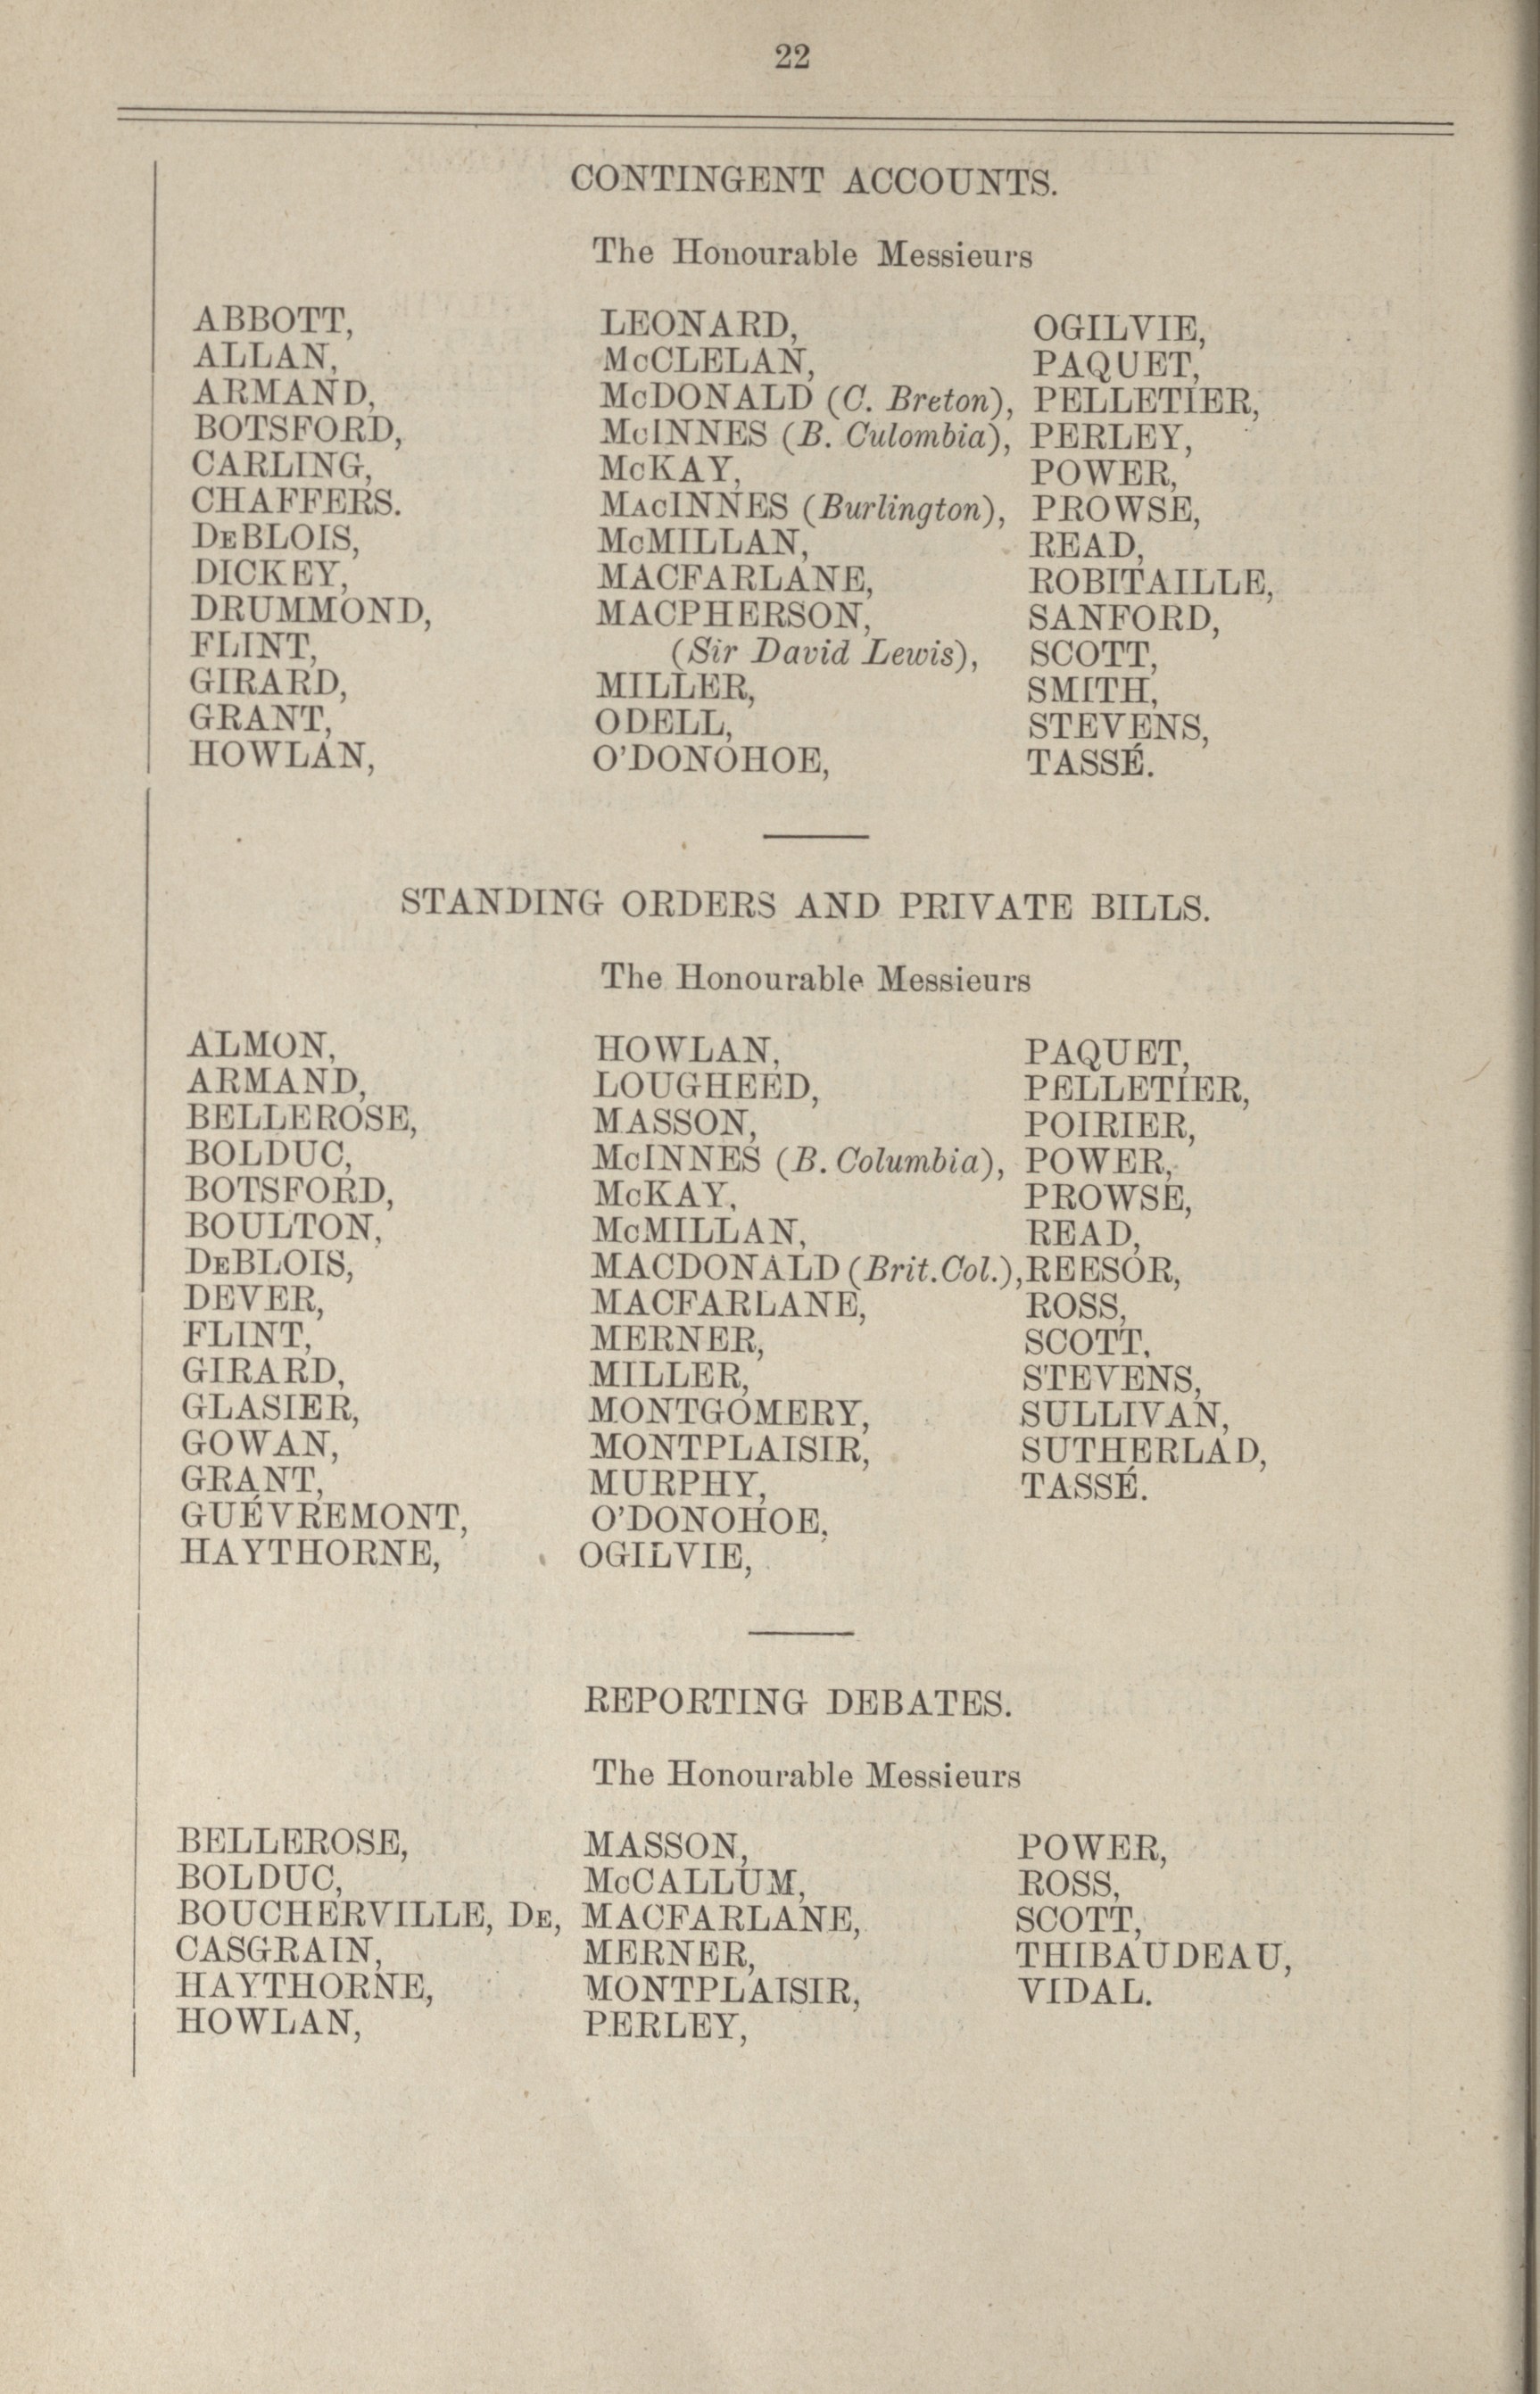 22
CONTINGENT ACCOUNTS.
The Honourable Messieurs
ABBOTT,
ALLAN,
ARMAND,
BOTSFORD,
CARLING,
CHAFFERS.
DEBLOIS,
DICKEY,
DRUMMOND,
FLINT,
GIRARD,
GRANT,
HOWLAN,
LEONARD,
McCLELAN,
McDONALD (C. Breton),
McINNES (B. Culombia),
McKAY,
MacINNES (Burlington),
McMILLAN,
MACFARLANE,
MACPHERSON,
(Sir David Lewis),
MILLER,
ODELL,
O'DONOHOE,
OGILVIE,
PAQUET,
PELLETIER,
PERLEY,
POWER,
PROWSE,
READ,
ROBITAILLE,
SANFORD,
SCOTT,
SMITH,
STEVENS,
TASSÉ.
STANDING ORDERS AND PRIVATE BILLS.
The Honourable Messieurs
ALMON,
ARMAND,
BELLEROSE,
BOLDUC,
BOTSFORD,
BOULTON,
DEBLOIS,
DEVER,
FLINT,
GIRARD,
GLASIER,
GOWAN,
GRANT,
GUÉVREMONT,
HAYTHORNE,
HOWLAN,
LOUGHEED,
MASSON,
McINNES (B. Columbia),
McKAY,
McMILLAN,
MACDONALD (Brit. Col.),
MACFARLANE,
MERNER,
MILLER,
MONTGOMERY,
MONTPLAISIR,
MURPHY,
O'DONOHOE,
OGILVIE,
PAQUET,
PELLETIER,
POIRIER,
POWER,
PROWSE,
READ,
REESOR,
ROSS,
SCOTT,
STEVENS,
SULLIVAN,
SUTHERLAD,
TASSÉ.
REPORTING DEBATES.
The Honourable Messieurs
BELLEROSE,
BOLDUC,
BOUCHERVILLE, DE,
CASGRAIN,
HAYTHORNE,
HOWLAN,
MASSON,
McCALLUM,
MACFARLANE,
MERNER,
MONTPLAISIR,
PERLEY,
POWER,
ROSS,
SCOTT,
THIBAUDEAU,
VIDAL.